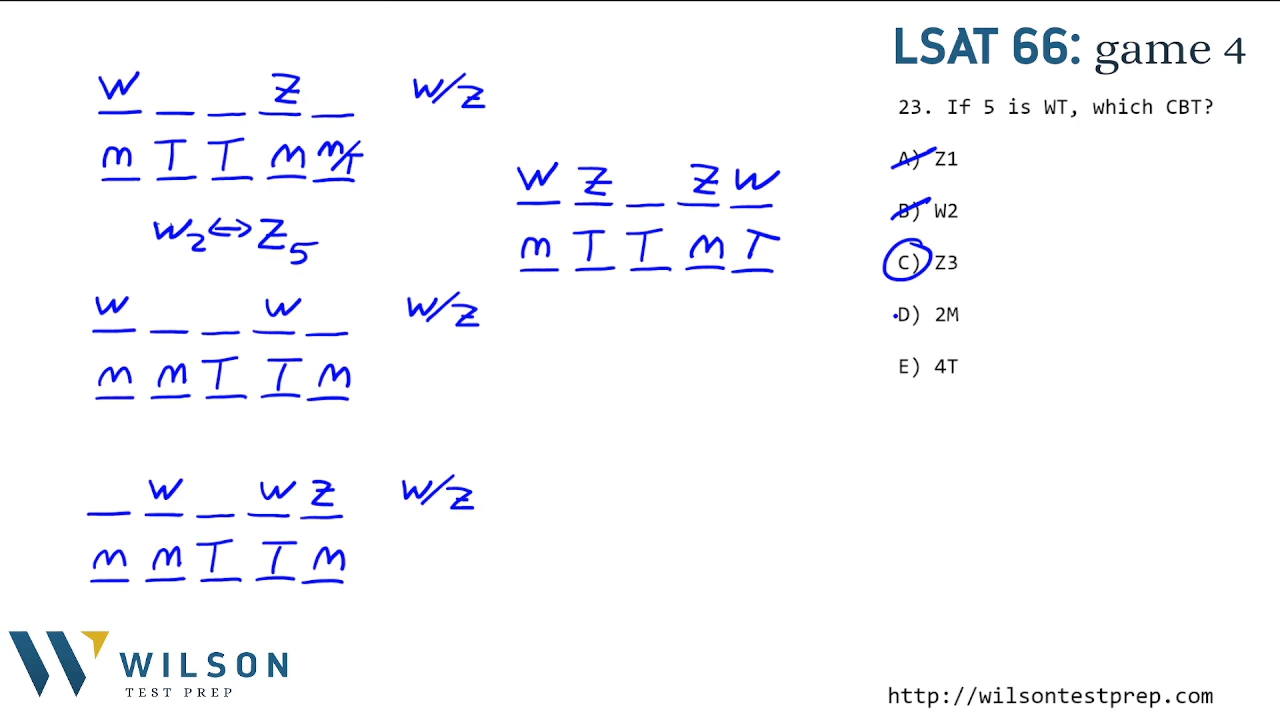 LSAT 66: game 4
23. If 5 is WT, which CBT?
A) Z1
B) W2
C) Z3
D) 2M
E) 4T
W Z W/Z
m T T m m/T
W2 <-> Z5
W Z Z W
m T T m T
W W W/Z
m m T T m
W W Z W/Z
m m T T m
WILSON
TEST PREP
http://wilsontestprep.com